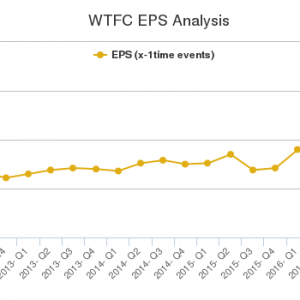 WTFC EPS Analysis
EPS (x-1time events)
2013- Q1
2013- Q2
2013- Q3
2013- Q4
2014- Q1
2014- Q2
2014- Q3
2014- Q4
2015- Q1
2015- Q2
2015- Q3
2015- Q4
2016- Q1